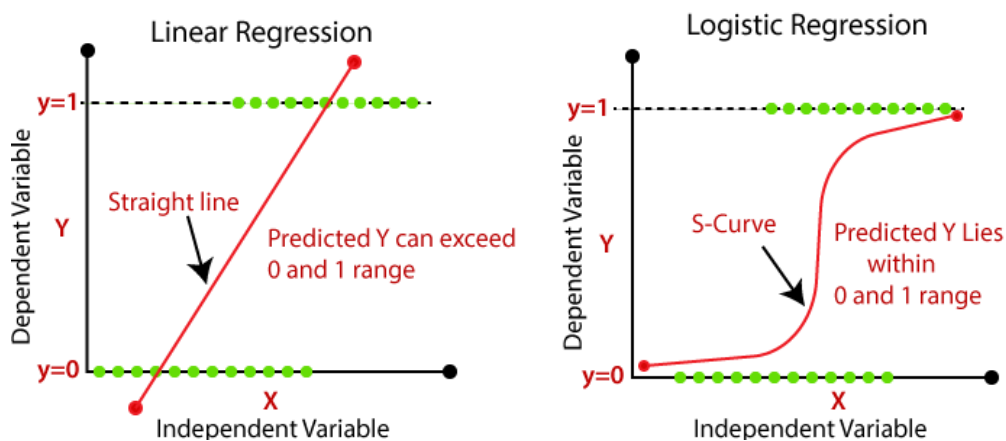 Linear Regression
y=1
Dependent Variable
Y
Straight line
Predicted Y can exceed
0 and 1 range
y=0
X
Independent Variable
Logistic Regression
y=1
Dependent Variable
Y
S-Curve
Predicted Y Lies
within
0 and 1 range
y=0
X
Independent Variable